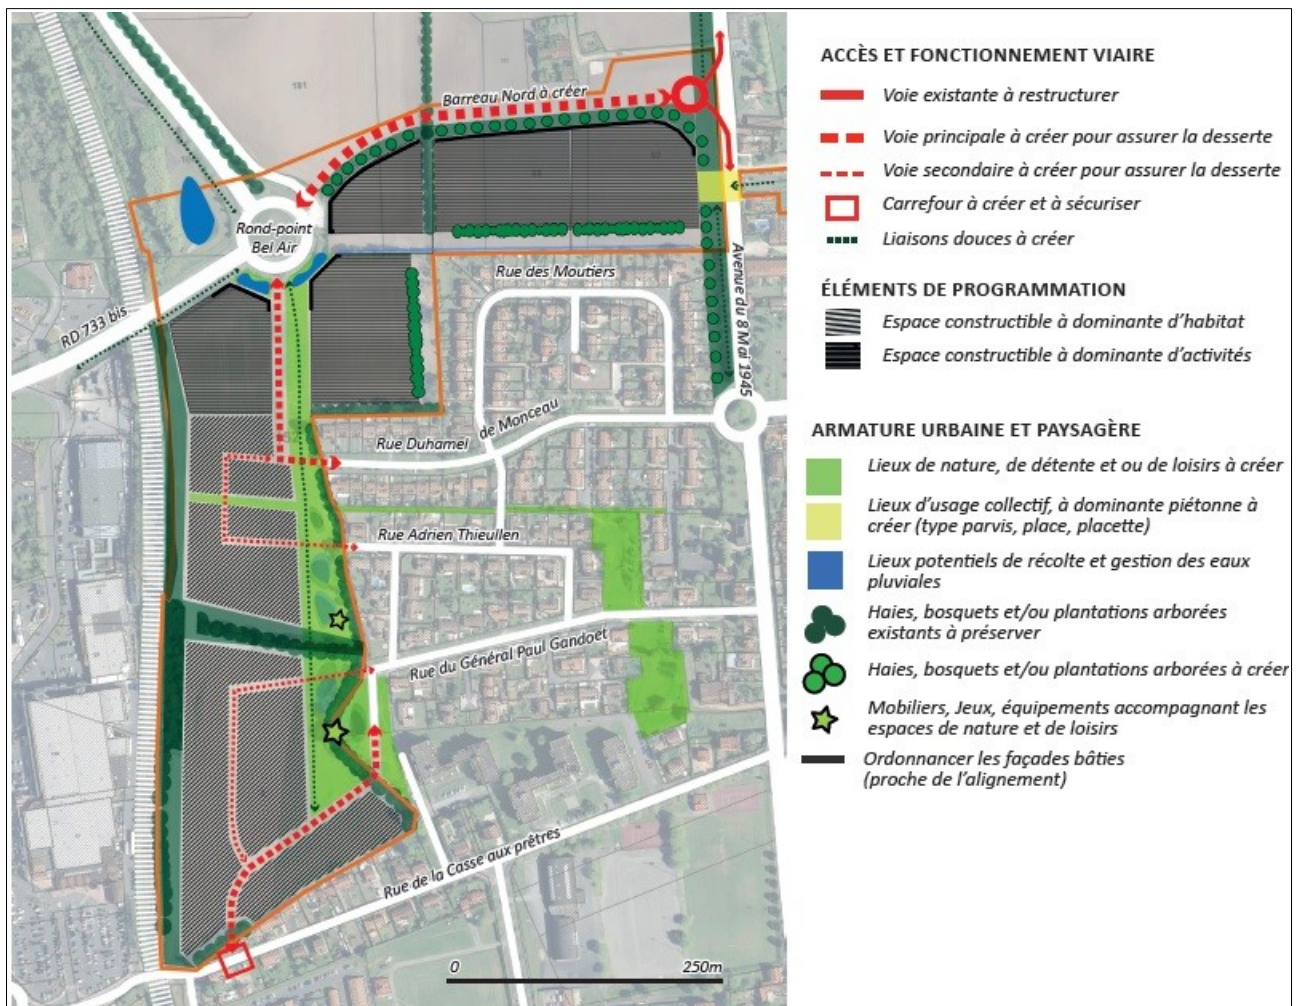 Barreau Nord à créer
Rond-point
Bel Air
RD 733 bis
Rue des Moutiers
Avenue du 8 Mai 1945
Rue Duhamel de Monceau
Rue Adrien Thieullen
Rue du Général Paul Gandoët
Rue de la Casse aux prêtres
0 250m
ACCÈS ET FONCTIONNEMENT VIAIRE
Voie existante à restructurer
Voie principale à créer pour assurer la desserte
Voie secondaire à créer pour assurer la desserte
Carrefour à créer et à sécuriser
Liaisons douces à créer
ÉLÉMENTS DE PROGRAMMATION
Espace constructible à dominante d'habitat
Espace constructible à dominante d'activités
ARMATURE URBAINE ET PAYSAGÈRE
Lieux de nature, de détente et ou de loisirs à créer
Lieux d'usage collectif, à dominante piétonne à
créer (type parvis, place, placette)
Lieux potentiels de récolte et gestion des eaux
pluviales
Haies, bosquets et/ou plantations arborées
existants à préserver
Haies, bosquets et/ou plantations arborées à créer
Mobiliers, Jeux, équipements accompagnant les
espaces de nature et de loisirs
Ordonnancer les façades bâties
(proche de l'alignement)